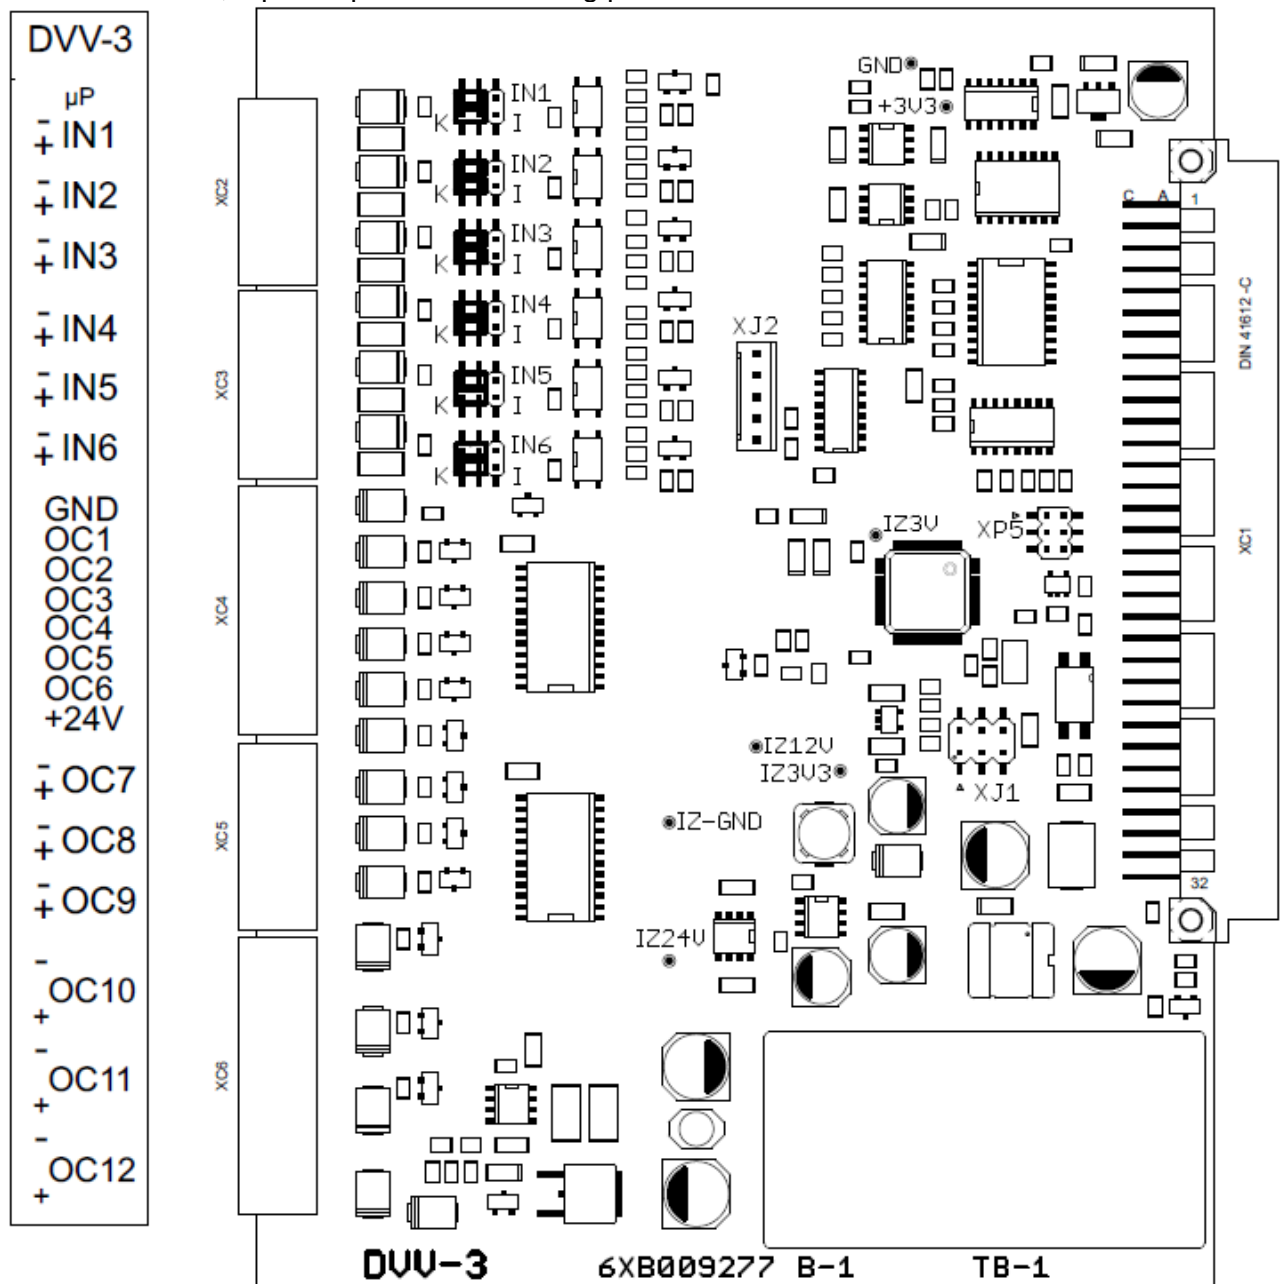 DVV-3
µP
- + IN1
- + IN2
- + IN3
- + IN4
- + IN5
- + IN6
GND
OC1
OC2
OC3
OC4
OC5
OC6
+24V
- + OC7
- + OC8
- + OC9
-
OC10
+
-
OC11
+
-
OC12
+
XC2
XC3
XC4
XC5
XC6
K IN1 I
K IN2 I
K IN3 I
K IN4 I
K IN5 I
K IN6 I
GND
+3V3
XJ2
IZ3V
XP5
IZ12V
IZ3V3
XJ1
IZ-GND
IZ24V
C A 1
DIN 41612 -C
XC1
32
DVV-3 6XB009277 B-1 TB-1